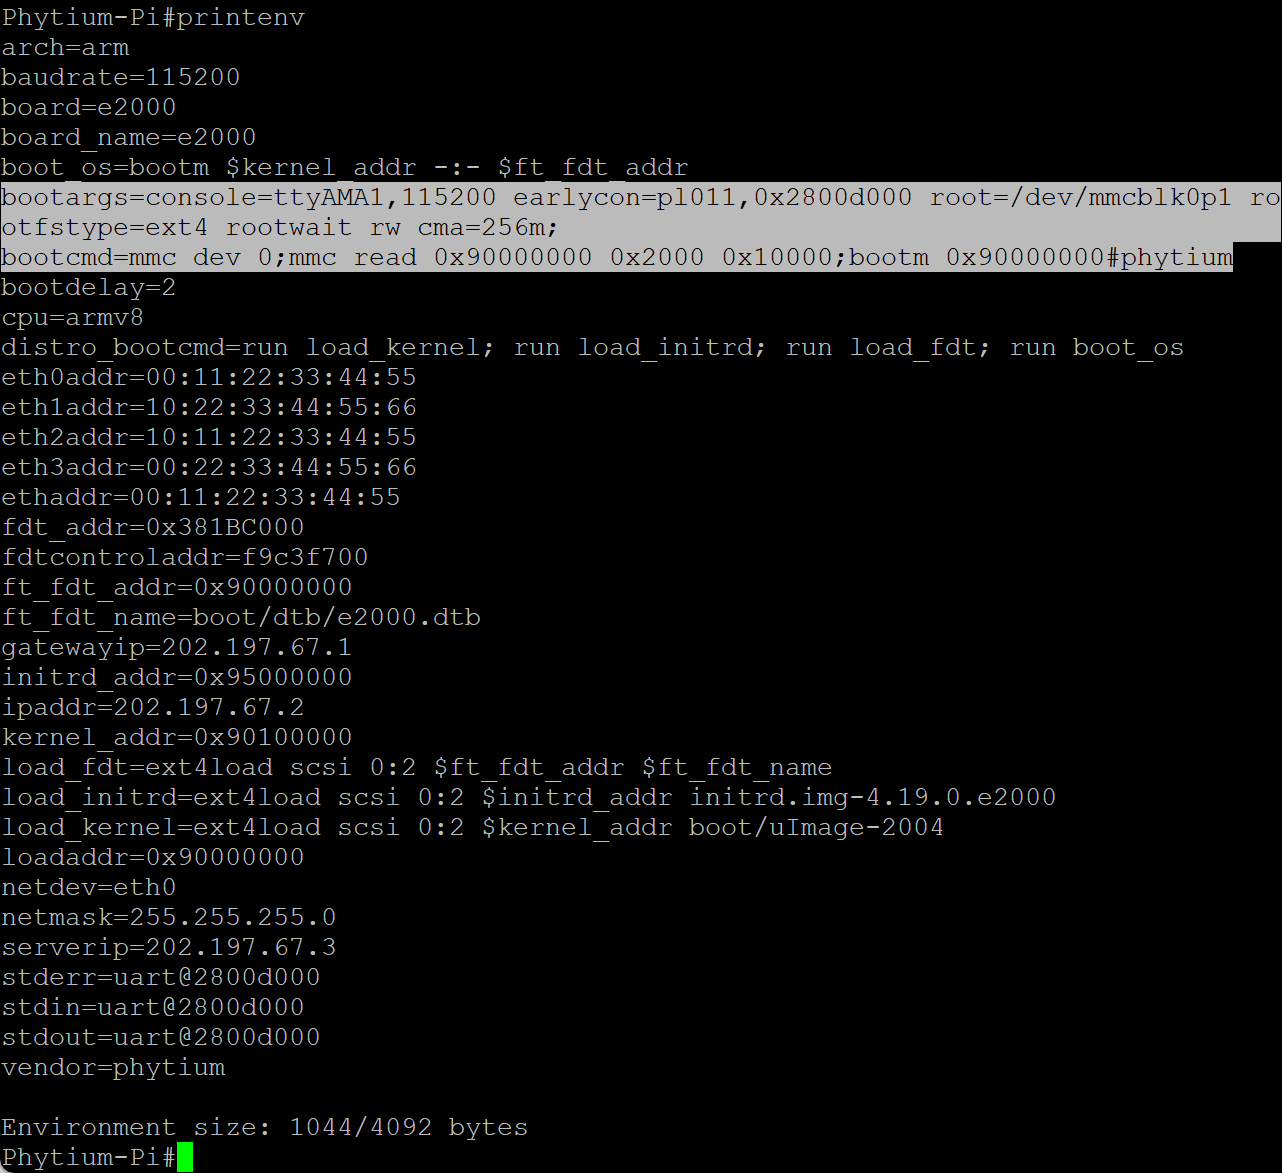 Phytium-Pi#printenv
arch=arm
baudrate=115200
board=e2000
board_name=e2000
boot_os=bootm $kernel_addr -:- $ft_fdt_addr
bootargs=console=ttyAMA1,115200 earlycon=pl011,0x2800d000 root=/dev/mmcblk0p1 ro
otfstype=ext4 rootwait rw cma=256m;
bootcmd=mmc dev 0;mmc read 0x90000000 0x2000 0x10000;bootm 0x90000000#phytium
bootdelay=2
cpu=armv8
distro_bootcmd=run load_kernel; run load_initrd; run load_fdt; run boot_os
eth0addr=00:11:22:33:44:55
eth1addr=10:22:33:44:55:66
eth2addr=10:11:22:33:44:55
eth3addr=00:22:33:44:55:66
ethaddr=00:11:22:33:44:55
fdt_addr=0x381BC000
fdtcontroladdr=f9c3f700
ft_fdt_addr=0x90000000
ft_fdt_name=boot/dtb/e2000.dtb
gatewayip=202.197.67.1
initrd_addr=0x95000000
ipaddr=202.197.67.2
kernel_addr=0x90100000
load_fdt=ext4load scsi 0:2 $ft_fdt_addr $ft_fdt_name
load_initrd=ext4load scsi 0:2 $initrd_addr initrd.img-4.19.0.e2000
load_kernel=ext4load scsi 0:2 $kernel_addr boot/uImage-2004
loadaddr=0x90000000
netdev=eth0
netmask=255.255.255.0
serverip=202.197.67.3
stderr=uart@2800d000
stdin=uart@2800d000
stdout=uart@2800d000
vendor=phytium
Environment size: 1044/4092 bytes
Phytium-Pi#